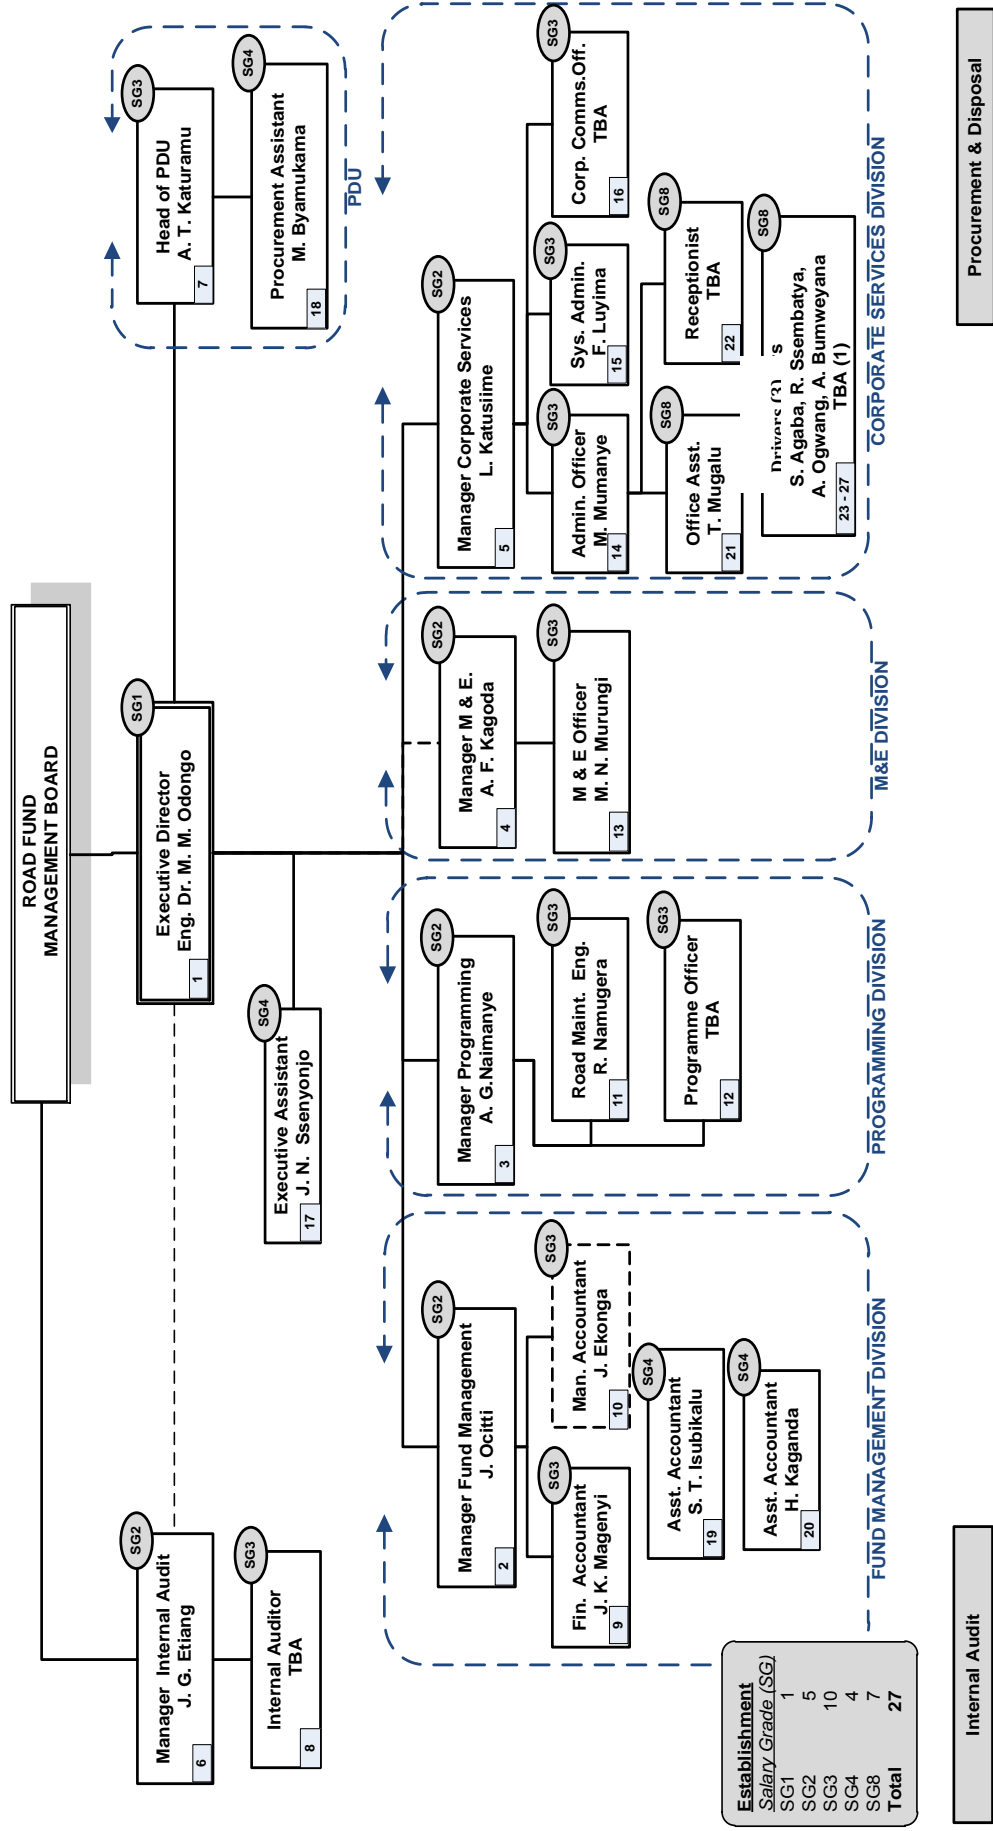 ROAD FUND
MANAGEMENT BOARD
SG1
Executive Director
Eng. Dr. M. M. Odongo
1
SG2
Manager Internal Audit
J. G. Etiang
6
SG3
Internal Auditor
TBA
8
SG4
Executive Assistant
J. N. Ssenyonjo
17
SG3
Head of PDU
A. T. Katuramu
7
SG4
Procurement Assistant
M. Byamukama
18
PDU
SG2
Manager Fund Management
J. Ocitti
2
SG3
Fin. Accountant
J. K. Magenyi
9
SG3
Man. Accountant
J. Ekonga
10
SG4
Asst. Accountant
S. T. Isubikalu
19
SG4
Asst. Accountant
H. Kaganda
20
FUND MANAGEMENT DIVISION
SG2
Manager Programming
A. G.Naimanye
3
SG3
Road Maint. Eng.
R. Namugera
11
SG3
Programme Officer
TBA
12
PROGRAMMING DIVISION
SG2
Manager M & E.
A. F. Kagoda
4
SG3
M & E Officer
M. N. Murungi
13
M&E DIVISION
SG2
Manager Corporate Services
L. Katusiime
5
SG3
Admin. Officer
M. Mumanye
14
SG3
Sys. Admin.
F. Luyima
15
SG3
Corp. Comms.Off.
TBA
16
SG8
Office Asst.
T. Mugalu
21
SG8
Receptionist
TBA
22
SG8
Drivers (3)
s
S. Agaba, R. Ssembatya,
A. Ogwang, A. Bumweyana
TBA (1)
23 - 27
CORPORATE SERVICES DIVISION
Establishment
Salary Grade (SG)
SG1 1
SG2 5
SG3 10
SG4 4
SG8 7
Total 27
Internal Audit
Procurement & Disposal